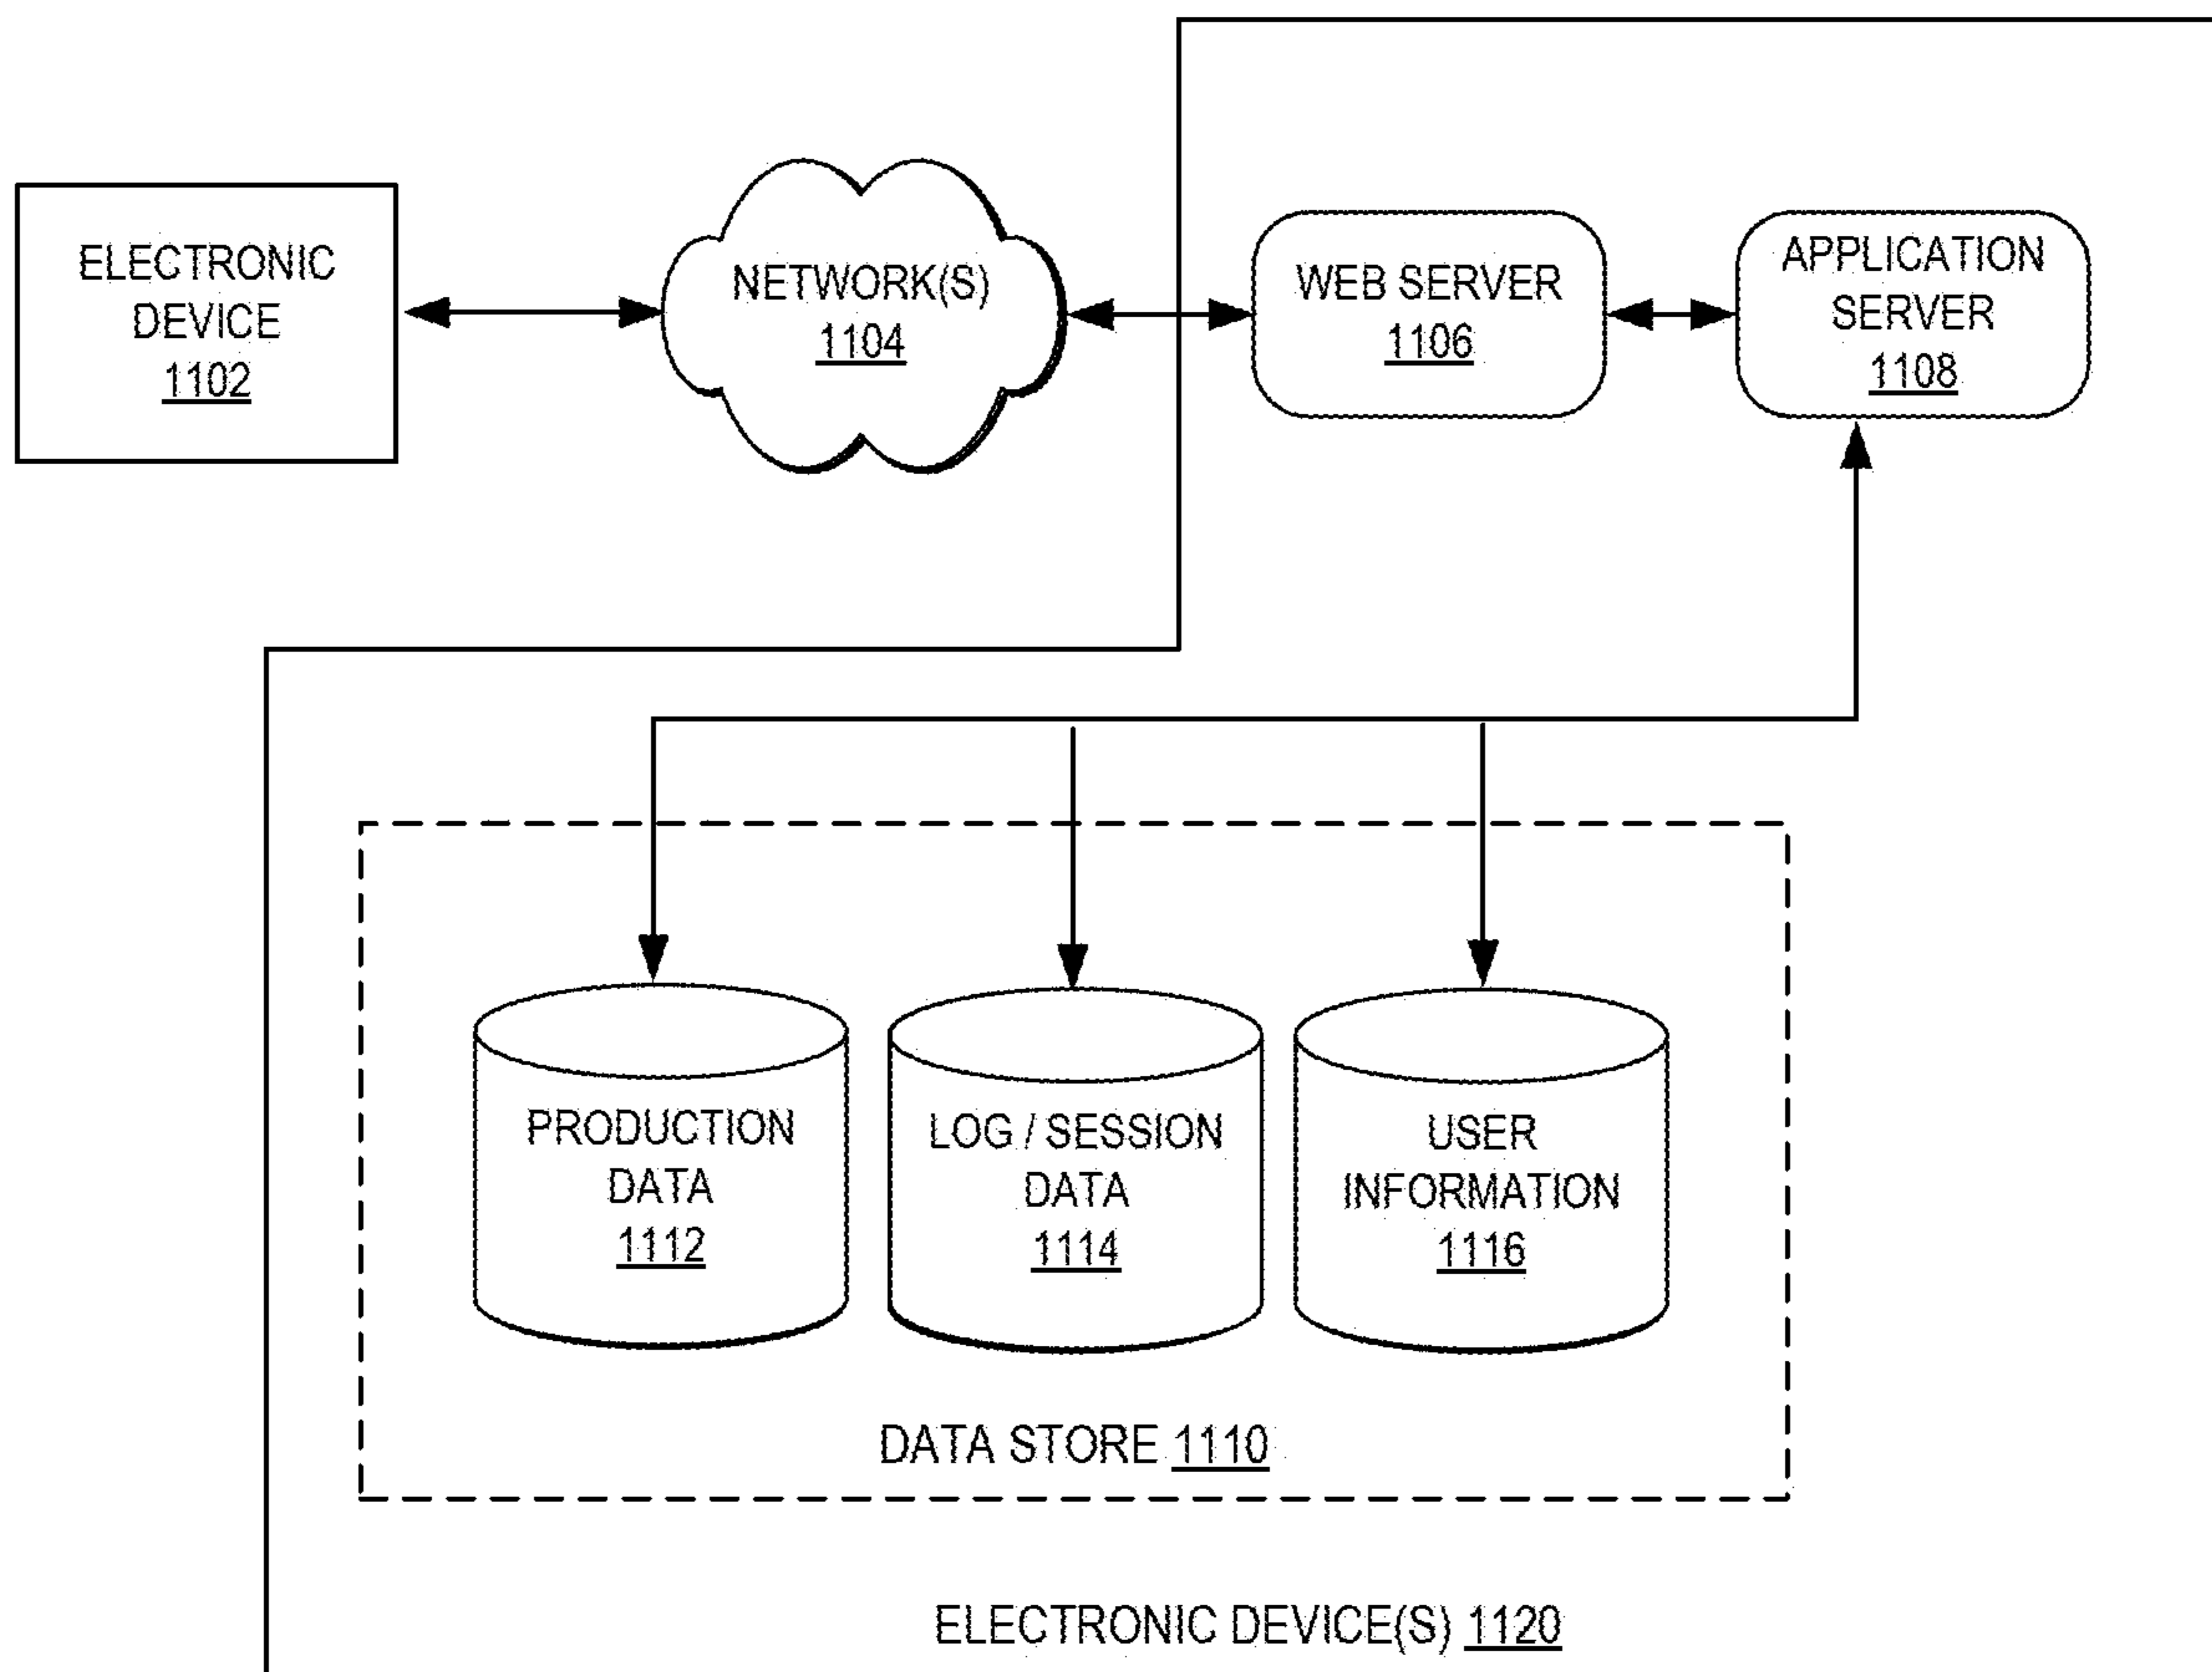 ELECTRONIC
DEVICE
1102
NETWORK(S)
1104
WEB SERVER
1106
APPLICATION
SERVER
1108
PRODUCTION
DATA
1112
LOG / SESSION
DATA
1114
USER
INFORMATION
1116
DATA STORE 1110
ELECTRONIC DEVICE(S) 1120